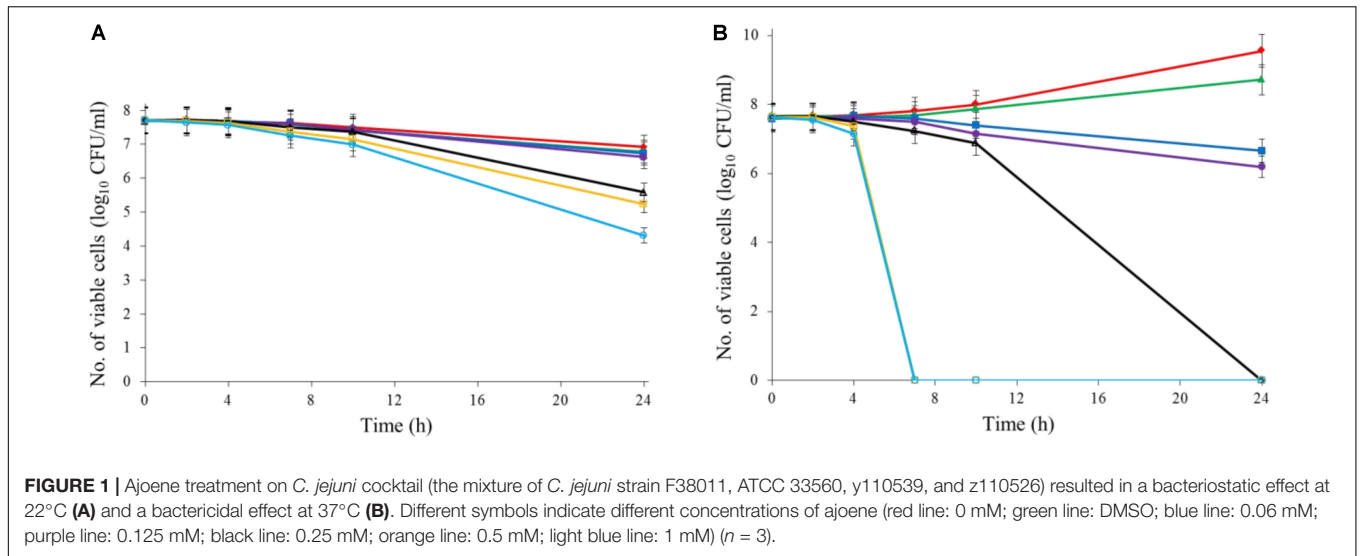 A
No. of viable cells (log10 CFU/ml)
8
7
6
5
4
3
2
1
0
0 4 8 12 16 20 24
Time (h)
B
No. of viable cells (log10 CFU/ml)
10
8
6
4
2
0
0 4 8 12 16 20 24
Time (h)
FIGURE 1 | Ajoene treatment on C. jejuni cocktail (the mixture of C. jejuni strain F38011, ATCC 33560, y110539, and z110526) resulted in a bacteriostatic effect at
22°C (A) and a bactericidal effect at 37°C (B). Different symbols indicate different concentrations of ajoene (red line: 0 mM; green line: DMSO; blue line: 0.06 mM;
purple line: 0.125 mM; black line: 0.25 mM; orange line: 0.5 mM; light blue line: 1 mM) (n = 3).